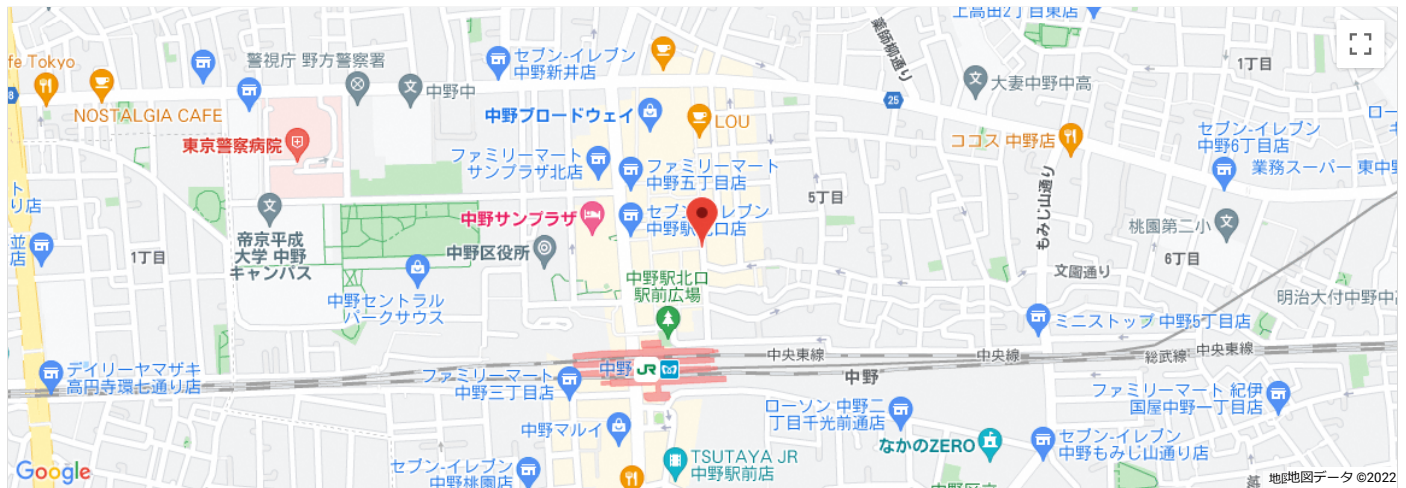 上高田2丁目東店
薬師柳通り
fe Tokyo
警視庁 野方警察署
セブン-イレブン
中野新井店
1丁目
大妻中野中高
中野中
25
NOSTALGIA CAFE
中野ブロードウェイ
LOU
ロー
東京警察病院
ココス 中野店
セブン-イレブン
中野6丁目店
ファミリーマート
サンプラザ北店
ファミリーマート
中野五丁目店
業務スーパー 東中野
5丁目
もみじ山通り
ト
り店
中野サンプラザ
セブン-イレブン
中野駅北口店
桃園第二小
帝京平成
大学 中野
キャンパス
中野区役所
並
店
1丁目
6丁目
文園通り
中野駅北口
駅前広場
中野セントラル
パークサウス
明治大付中野中高
ミニストップ 中野5丁目店
中央東線
中央線
総武線
中央東線
デイリーヤマザキ
高円寺環七通り店
中野
JR
中野
ファミリーマート
中野三丁目店
ファミリーマート 紀伊
国屋中野一丁目店
ローソン 中野二
丁目千光前通店
中野マルイ
なかのZERO
セブン-イレブン
中野もみじ山通り店
Google
セブン-イレブン
中野桃園店
TSUTAYA JR
中野駅前店
地図データ ©2022